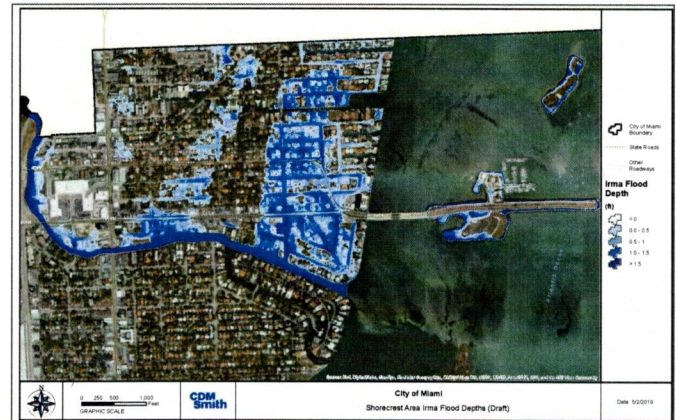 City of Miami
Boundary
State Roads
Other
Roadways
Irma Flood
Depth
(ft)
< 0
0.0 - 0.5
0.5 - 1
1.0 - 1.5
> 1.5
0 250 500 1,000
Feet
GRAPHIC SCALE
CDM
Smith
City of Miami
Shorecrest Area Irma Flood Depths (Draft)
Date: 5/2/2019